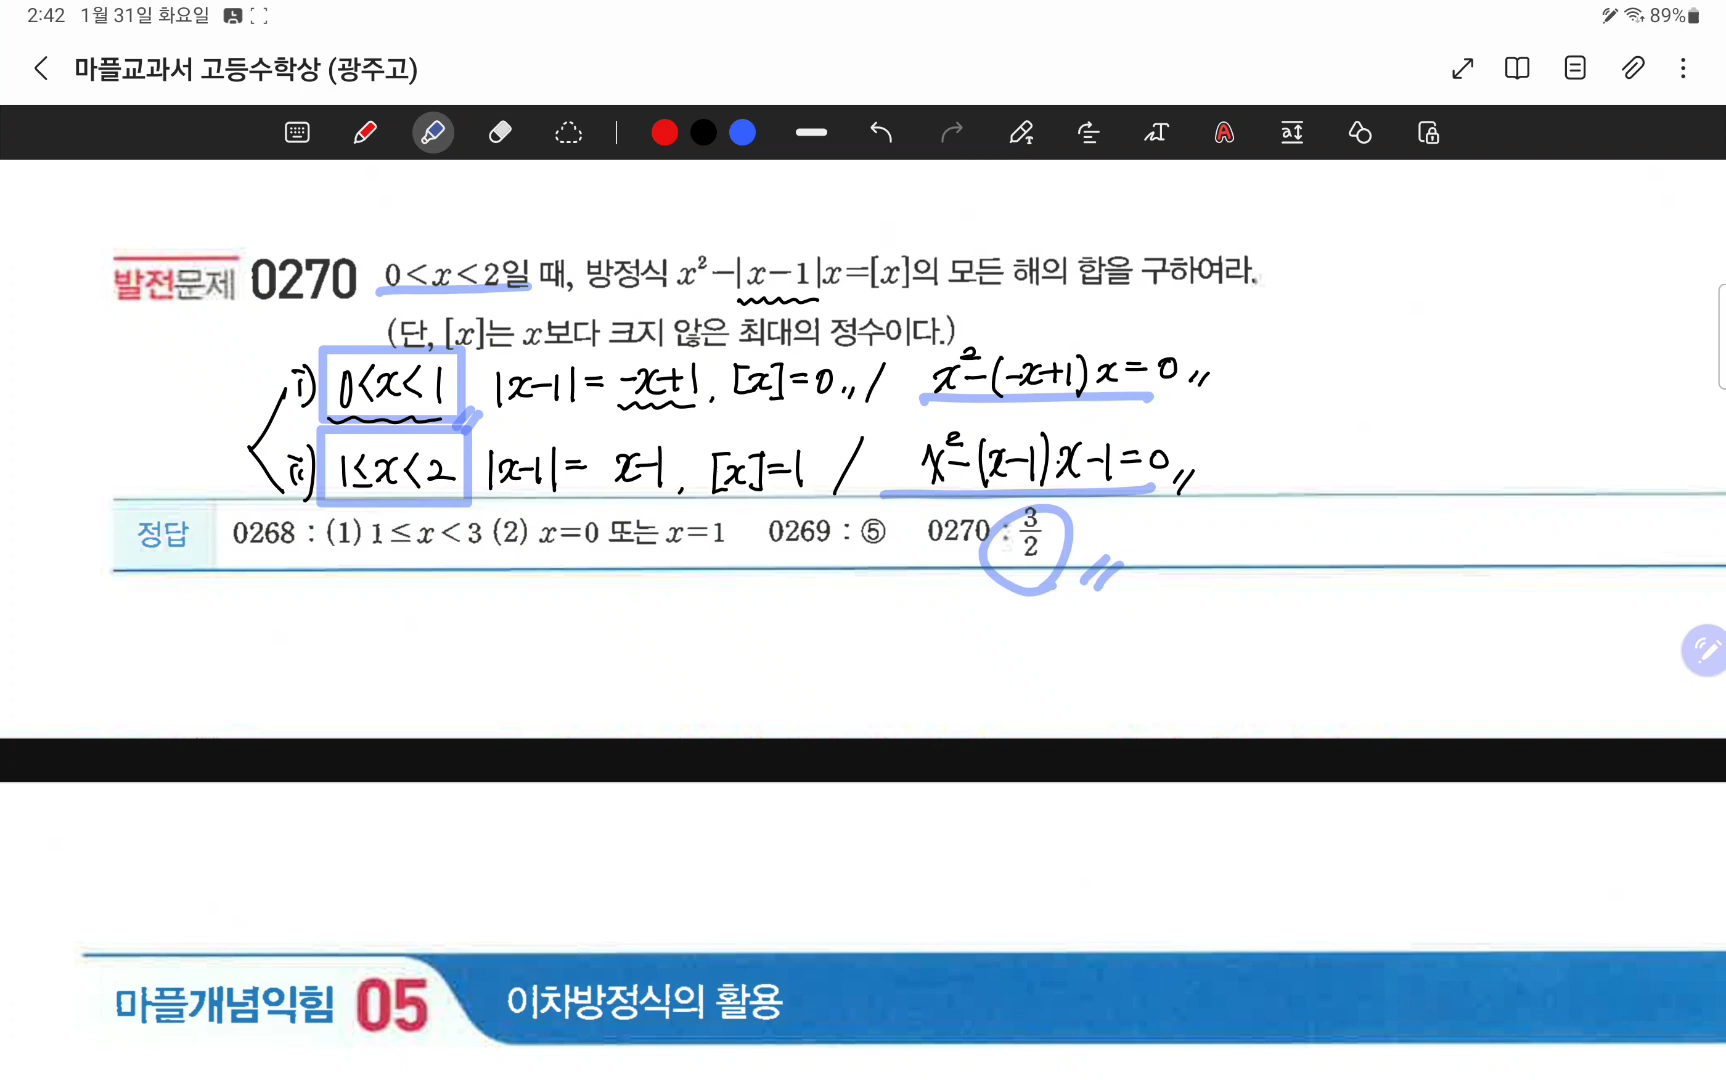 2:42 1월 31일 화요일 89%
마플교과서 고등수학상 (광주고)
발전문제 0270 0<x<2일 때, 방정식 x²-|x-1|x=[x]의 모든 해의 합을 구하여라.
(단, [x]는 x보다 크지 않은 최대의 정수이다.)
i) 0<x<1 |x-1|= -x+1, [x]=0〃 / x²-(-x+1)x=0〃
ii) 1≤x<2 |x-1|= x-1, [x]=1 / x²-(x-1)·x-1=0〃
정답 0268 : (1) 1≤x<3 (2) x=0 또는 x=1 0269 : ⑤ 0270 : 3/2
마플개념익힘 05 이차방정식의 활용